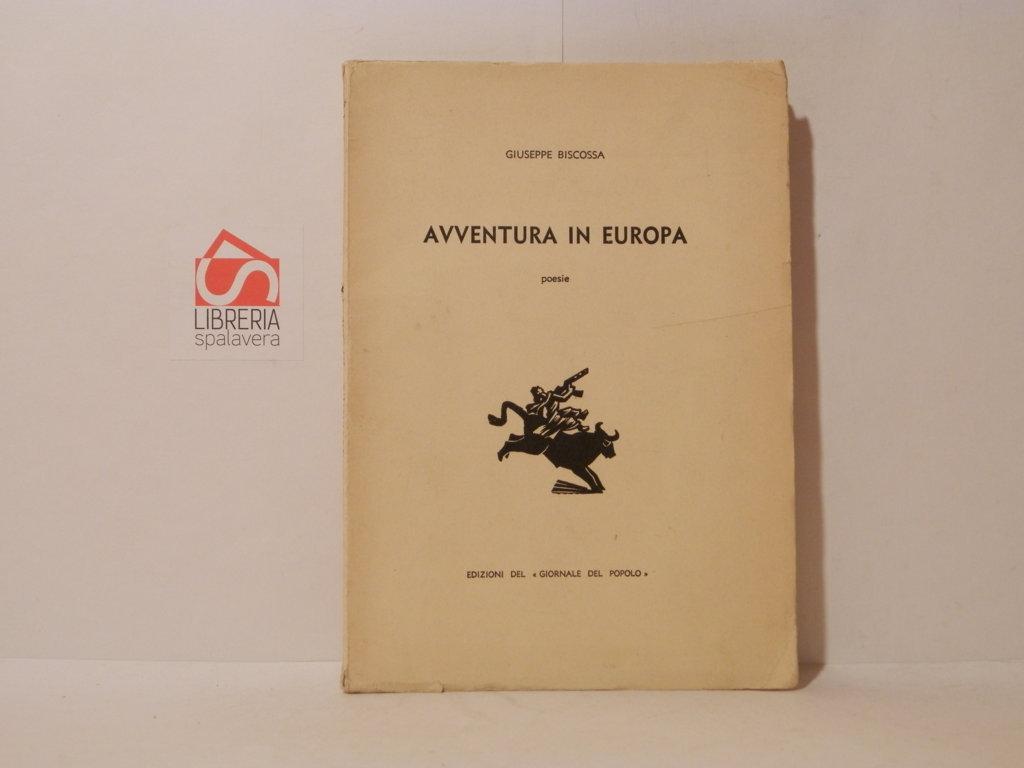 GIUSEPPE BISCOSSA
AVVENTURA IN EUROPA
poesie
LIBRERIA
spalavera
EDIZIONI DEL « GIORNALE DEL POPOLO »